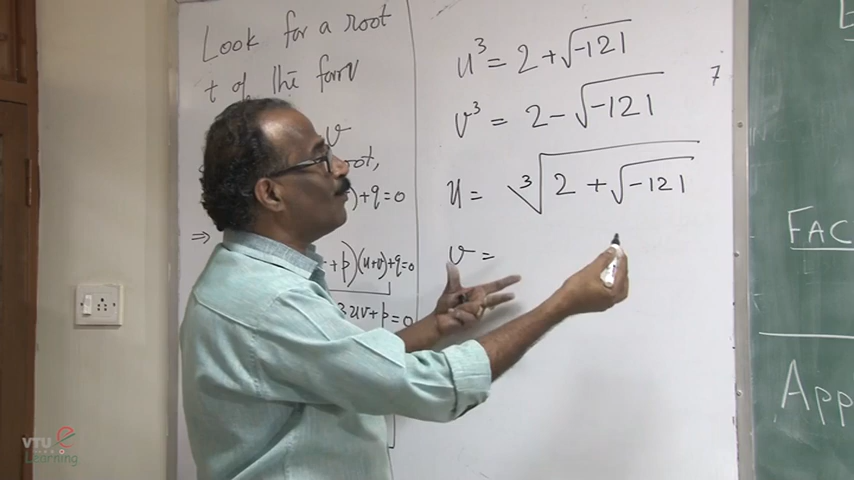 Look for a root
t of the form
v
root,
)+q=0
⇒
+p)(u+v)+q=0
3uv+p=0
u³ = 2 + √-121
v³ = 2 - √-121
u = ∛2 + √-121
v =
7
FAC
App
VTU e
Learning